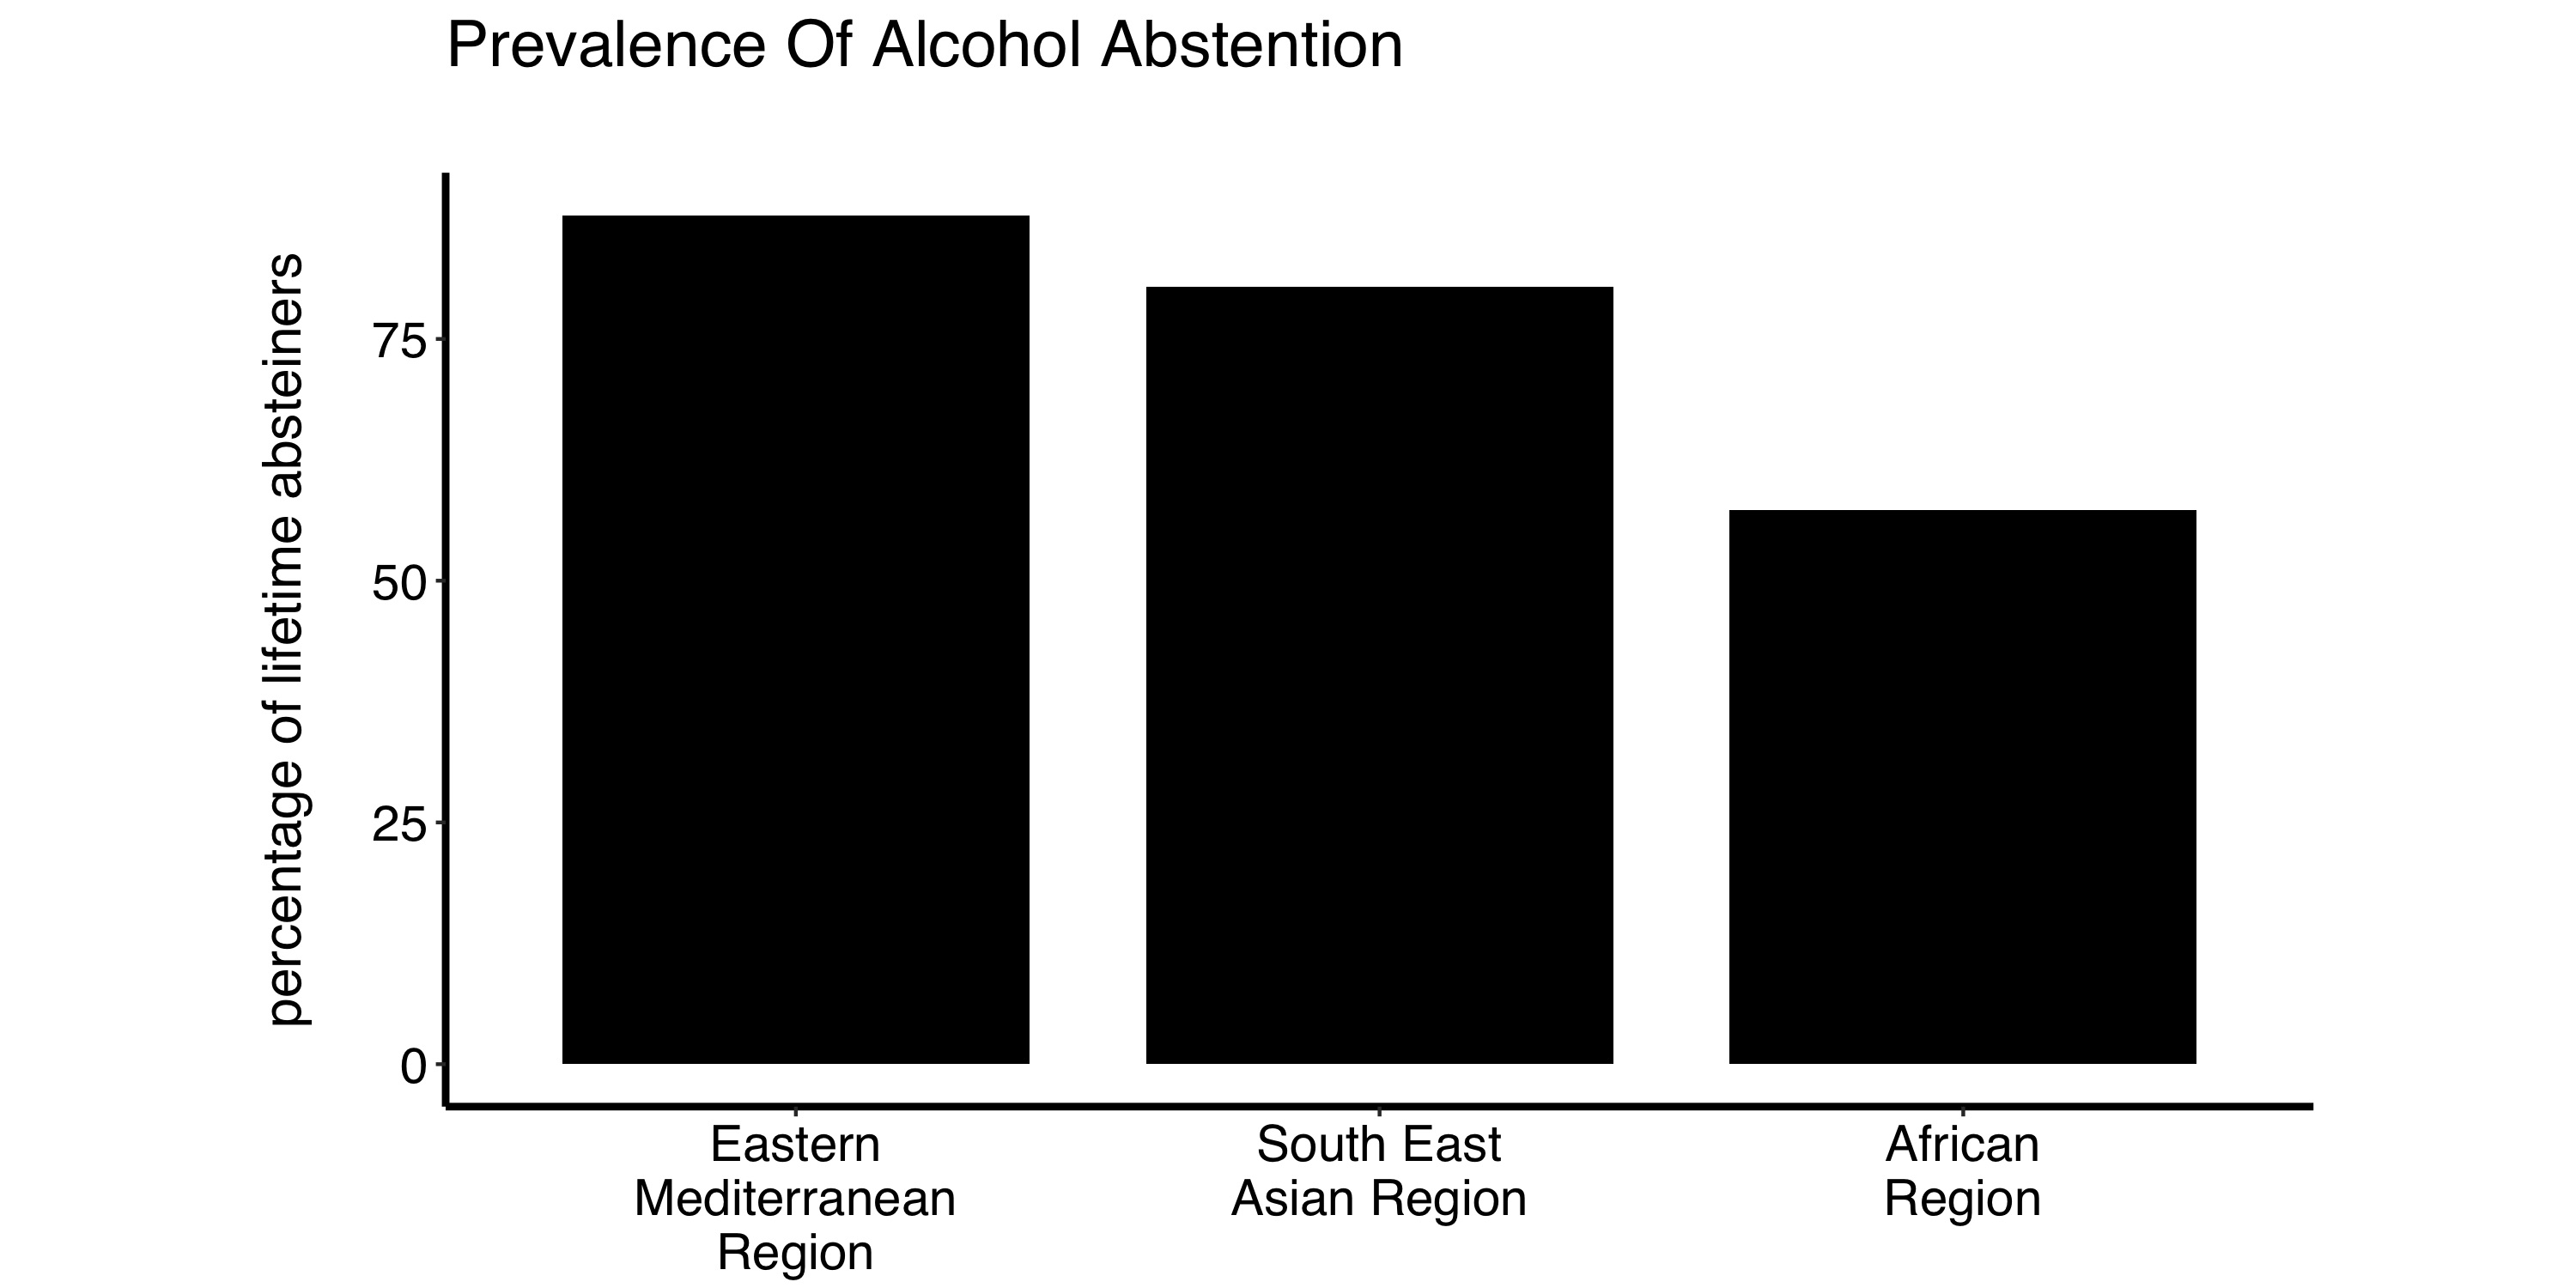 Prevalence Of Alcohol Abstention
percentage of lifetime absteiners
75
50
25
0
Eastern
Mediterranean
Region
South East
Asian Region
African
Region